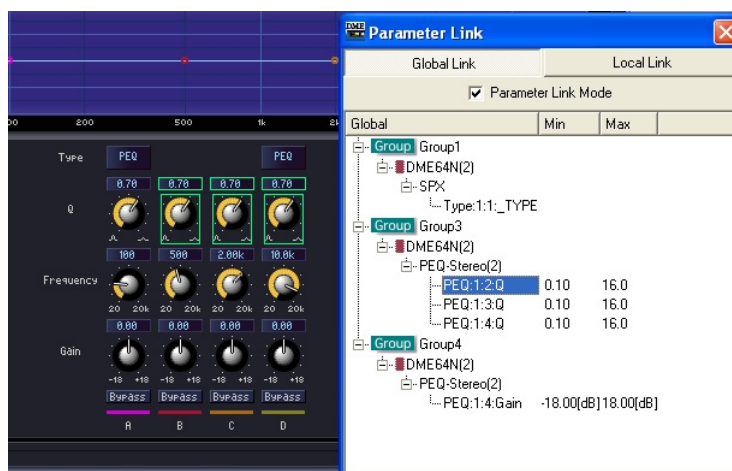 00 200 500 1k 2k
Type PEQ PEQ
0.70 0.70 0.70 0.70
Q
100 500 2.00k 10.0k
Frequency
20 20k 20 20k 20 20k 20 20k
0.00 0.00 0.00 0.00
Gain
-18 +18 -18 +18 -18 +18 -18 +18
Bypass Bypass Bypass Bypass
A B C D
DME Parameter Link
Global Link Local Link
Parameter Link Mode
Global Min Max
Group Group1
DME64N(2)
SPX
Type:1:1:_TYPE
Group Group3
DME64N(2)
PEQ-Stereo(2)
PEQ:1:2:Q 0.10 16.0
PEQ:1:3:Q 0.10 16.0
PEQ:1:4:Q 0.10 16.0
Group Group4
DME64N(2)
PEQ-Stereo(2)
PEQ:1:4:Gain -18.00[dB] 18.00[dB]